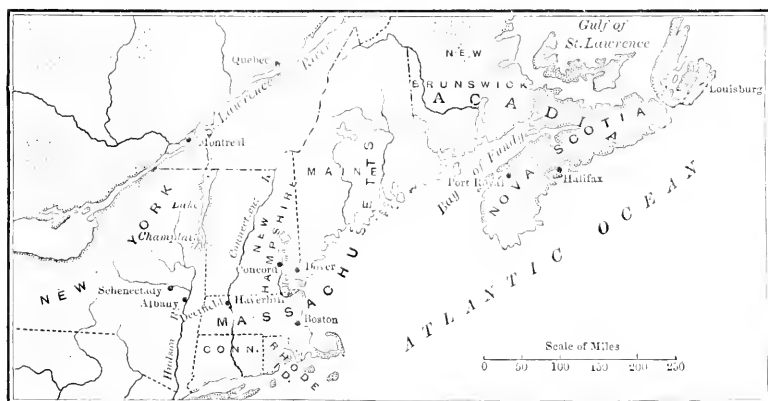 Gulf of
St. Lawrence
NEW
BRUNSWICK
Quebec
St. Lawrence River
Louisburg
ACADIA
Montreal
MAINE
NOVA SCOTIA
Bay of Fundy
Port Royal
Halifax
NEW YORK
Lake
Champlain
Connecticut
NEW
HAMPSHIRE
MASSACHUSETTS
ATLANTIC OCEAN
Concord
Dover
Schenectady
Albany
Deerfield
Haverhill
R.
Boston
Hudson
CONN.
RHODE
Scale of Miles
0 50 100 150 200 250